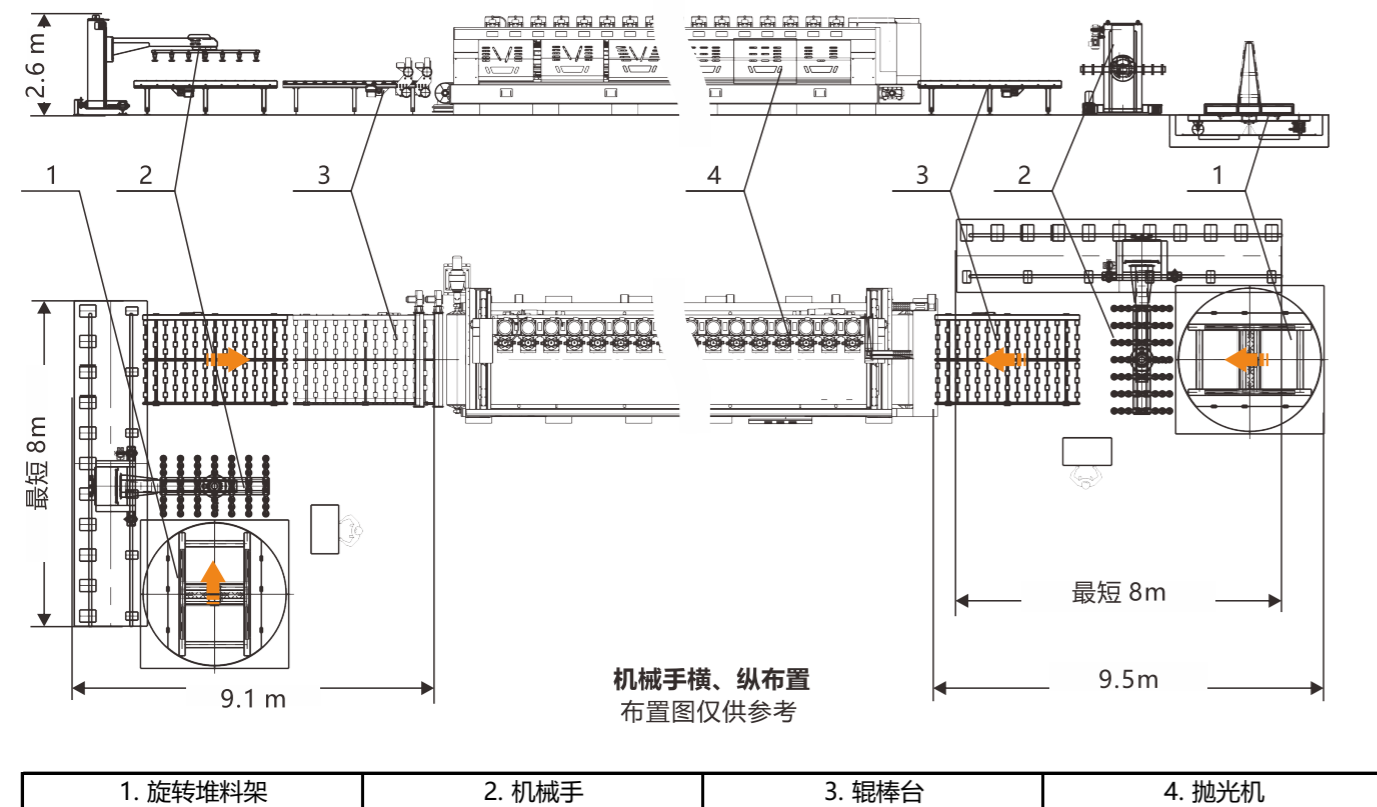 2.6 m
1
2
3
4
3
2
1
最短 8m
最短 8m
9.1 m
9.5m
机械手横、纵布置
布置图仅供参考
1. 旋转堆料架
2. 机械手
3. 辊棒台
4. 抛光机